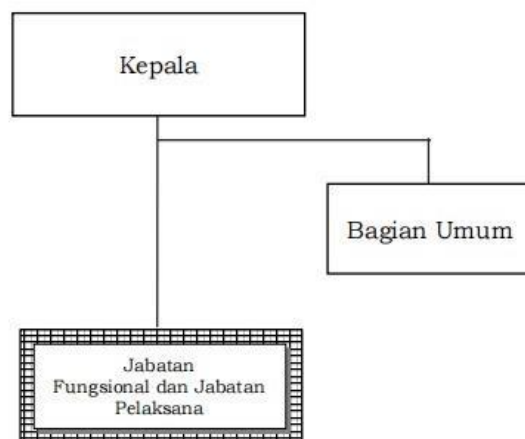 Kepala
Bagian Umum
Jabatan
Fungsional dan Jabatan
Pelaksana